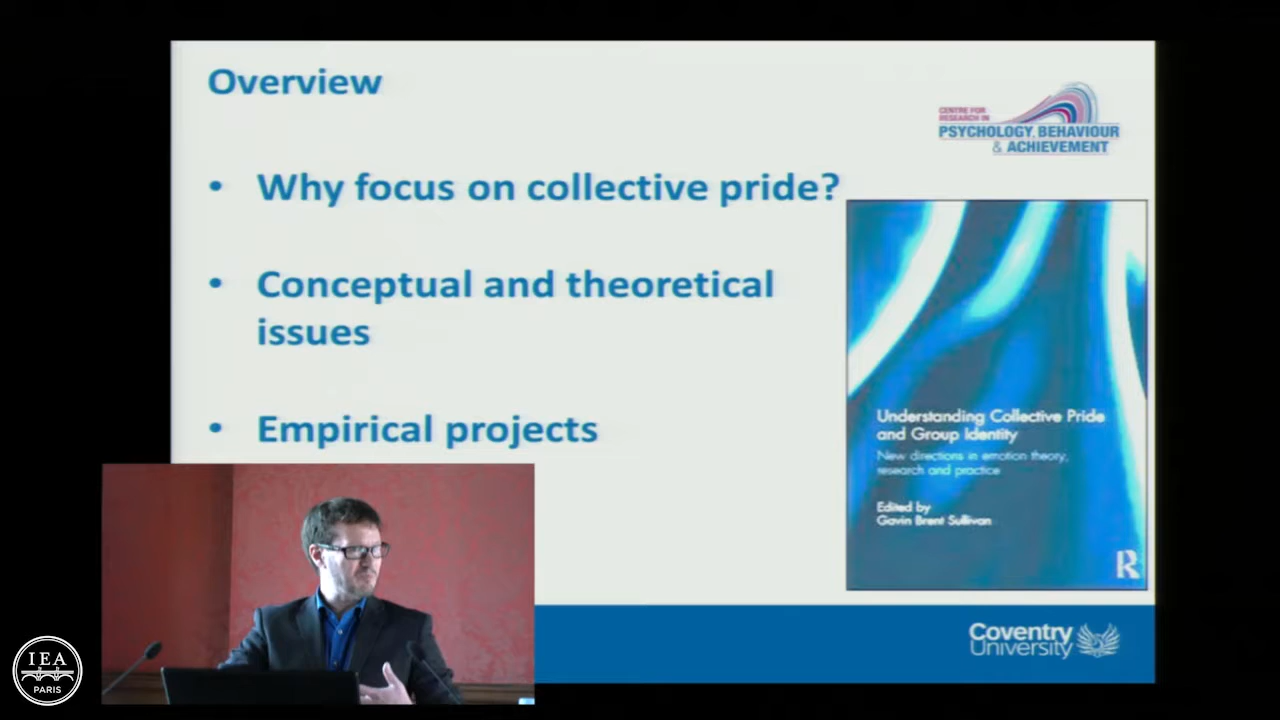 Overview
CENTRE FOR
RESEARCH IN
PSYCHOLOGY, BEHAVIOUR
& ACHIEVEMENT
• Why focus on collective pride?
• Conceptual and theoretical
issues
• Empirical projects
Understanding Collective Pride
and Group Identity
New directions in emotion theory,
research and practice
Edited by
Gavin Brent Sullivan
R
Coventry
University
IEA
PARIS